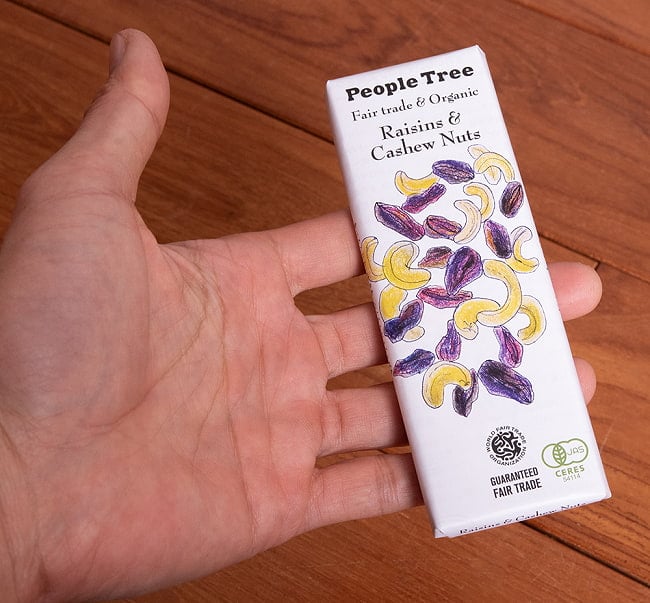 People Tree
Fair trade & Organic
Raisins &
Cashew Nuts
WORLD FAIR TRADE
ORGANIZATION
GUARANTEED
FAIR TRADE
JAS
CERES
54114
Raisins & Cashew Nuts